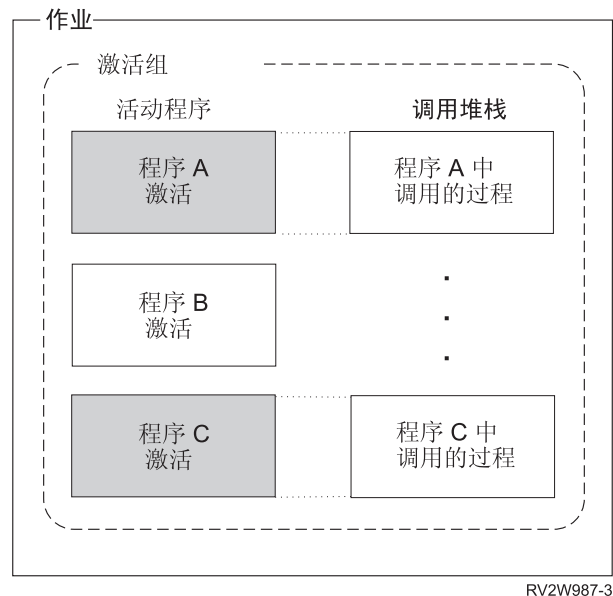 作业
激活组
活动程序
调用堆栈
程序 A
激活
程序 A 中
调用的过程
程序 B
激活
程序 C
激活
程序 C 中
调用的过程
RV2W987-3